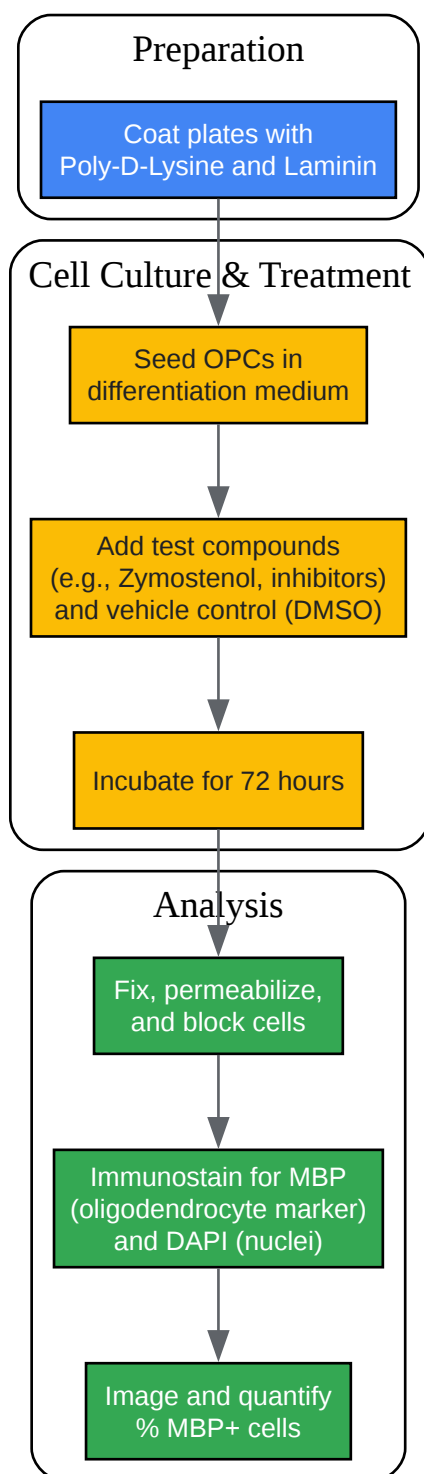 Preparation
Coat plates with
Poly-D-Lysine and Laminin
Cell Culture & Treatment
Seed OPCs in
differentiation medium
Add test compounds
(e.g., Zymostenol, inhibitors)
and vehicle control (DMSO)
Incubate for 72 hours
Analysis
Fix, permeabilize,
and block cells
Immunostain for MBP
(oligodendrocyte marker)
and DAPI (nuclei)
Image and quantify
% MBP+ cells